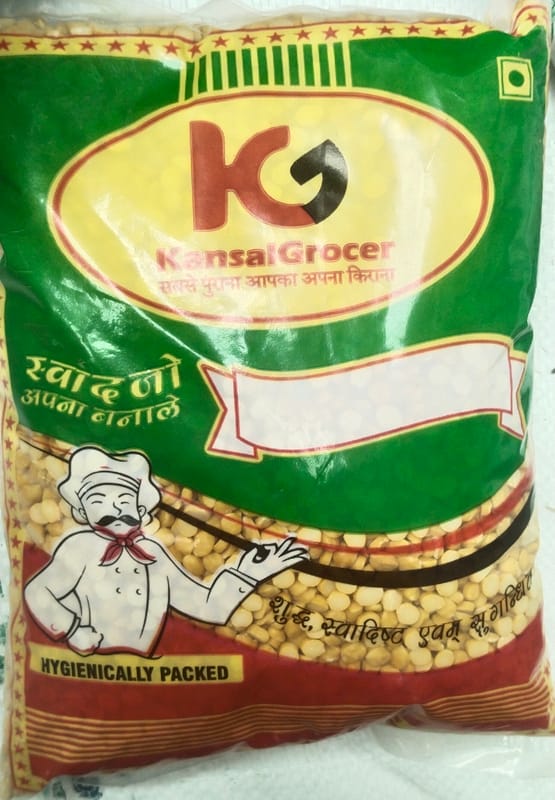 KG
KansalGrocer
सबसे पुराना आपका अपना किराना
स्वाद जो
अपना बनाले
शुद्ध, स्वादिष्ट एवम् सुगन्धित
HYGIENICALLY PACKED